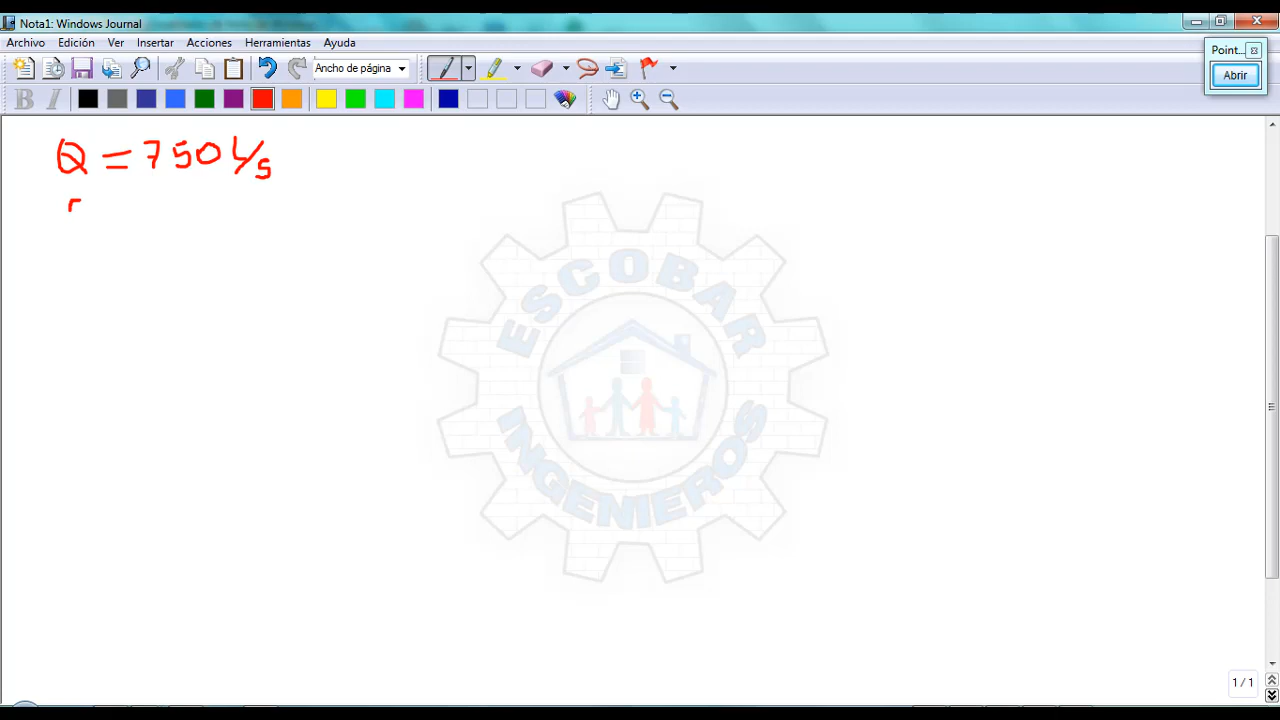 Nota1: Windows Journal
Archivo Edición Ver Insertar Acciones Herramientas Ayuda
Point...
Abrir
Ancho de página
B I
Q = 750 L/s
ESCOBAR
INGENIEROS
1 / 1